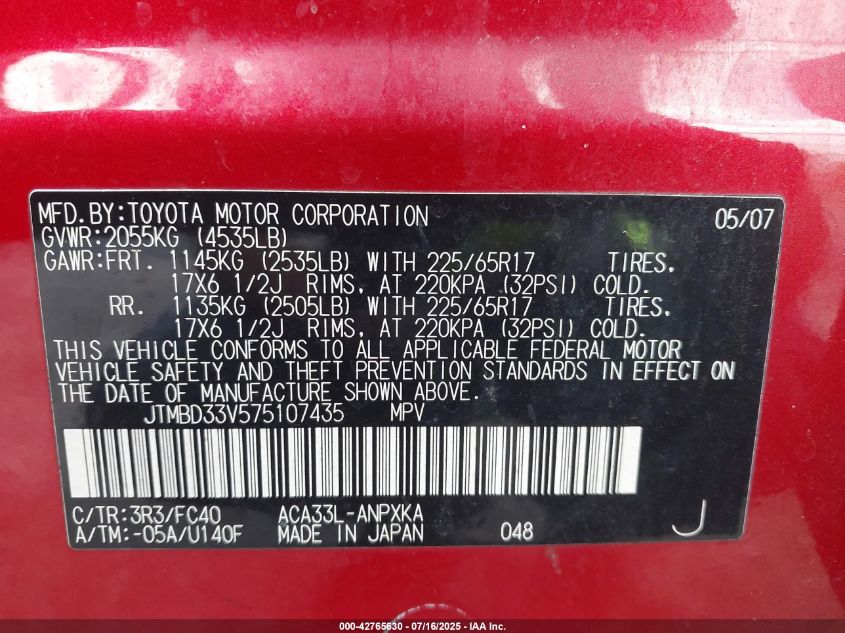 MFD.BY:TOYOTA MOTOR CORPORATION 05/07
GVWR:2055KG (4535LB)
GAWR:FRT. 1145KG (2535LB) WITH 225/65R17 TIRES.
17X6 1/2J RIMS, AT 220KPA (32PSI) COLD.
RR. 1135KG (2505LB) WITH 225/65R17 TIRES.
17X6 1/2J RIMS, AT 220KPA (32PSI) COLD.
THIS VEHICLE CONFORMS TO ALL APPLICABLE FEDERAL MOTOR
VEHICLE SAFETY AND THEFT PREVENTION STANDARDS IN EFFECT ON
THE DATE OF MANUFACTURE SHOWN ABOVE.
JTMBD33V575107435 MPV
C/TR:3R3/FC40 ACA33L-ANPXKA
A/TM:-05A/U140F MADE IN JAPAN 048 J
000-42765630 - 07/16/2025 - IAA Inc.